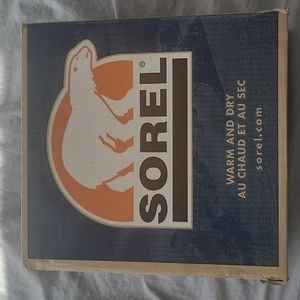 SOREL®
WARM AND DRY
AU CHAUD ET AU SEC
sorel.com